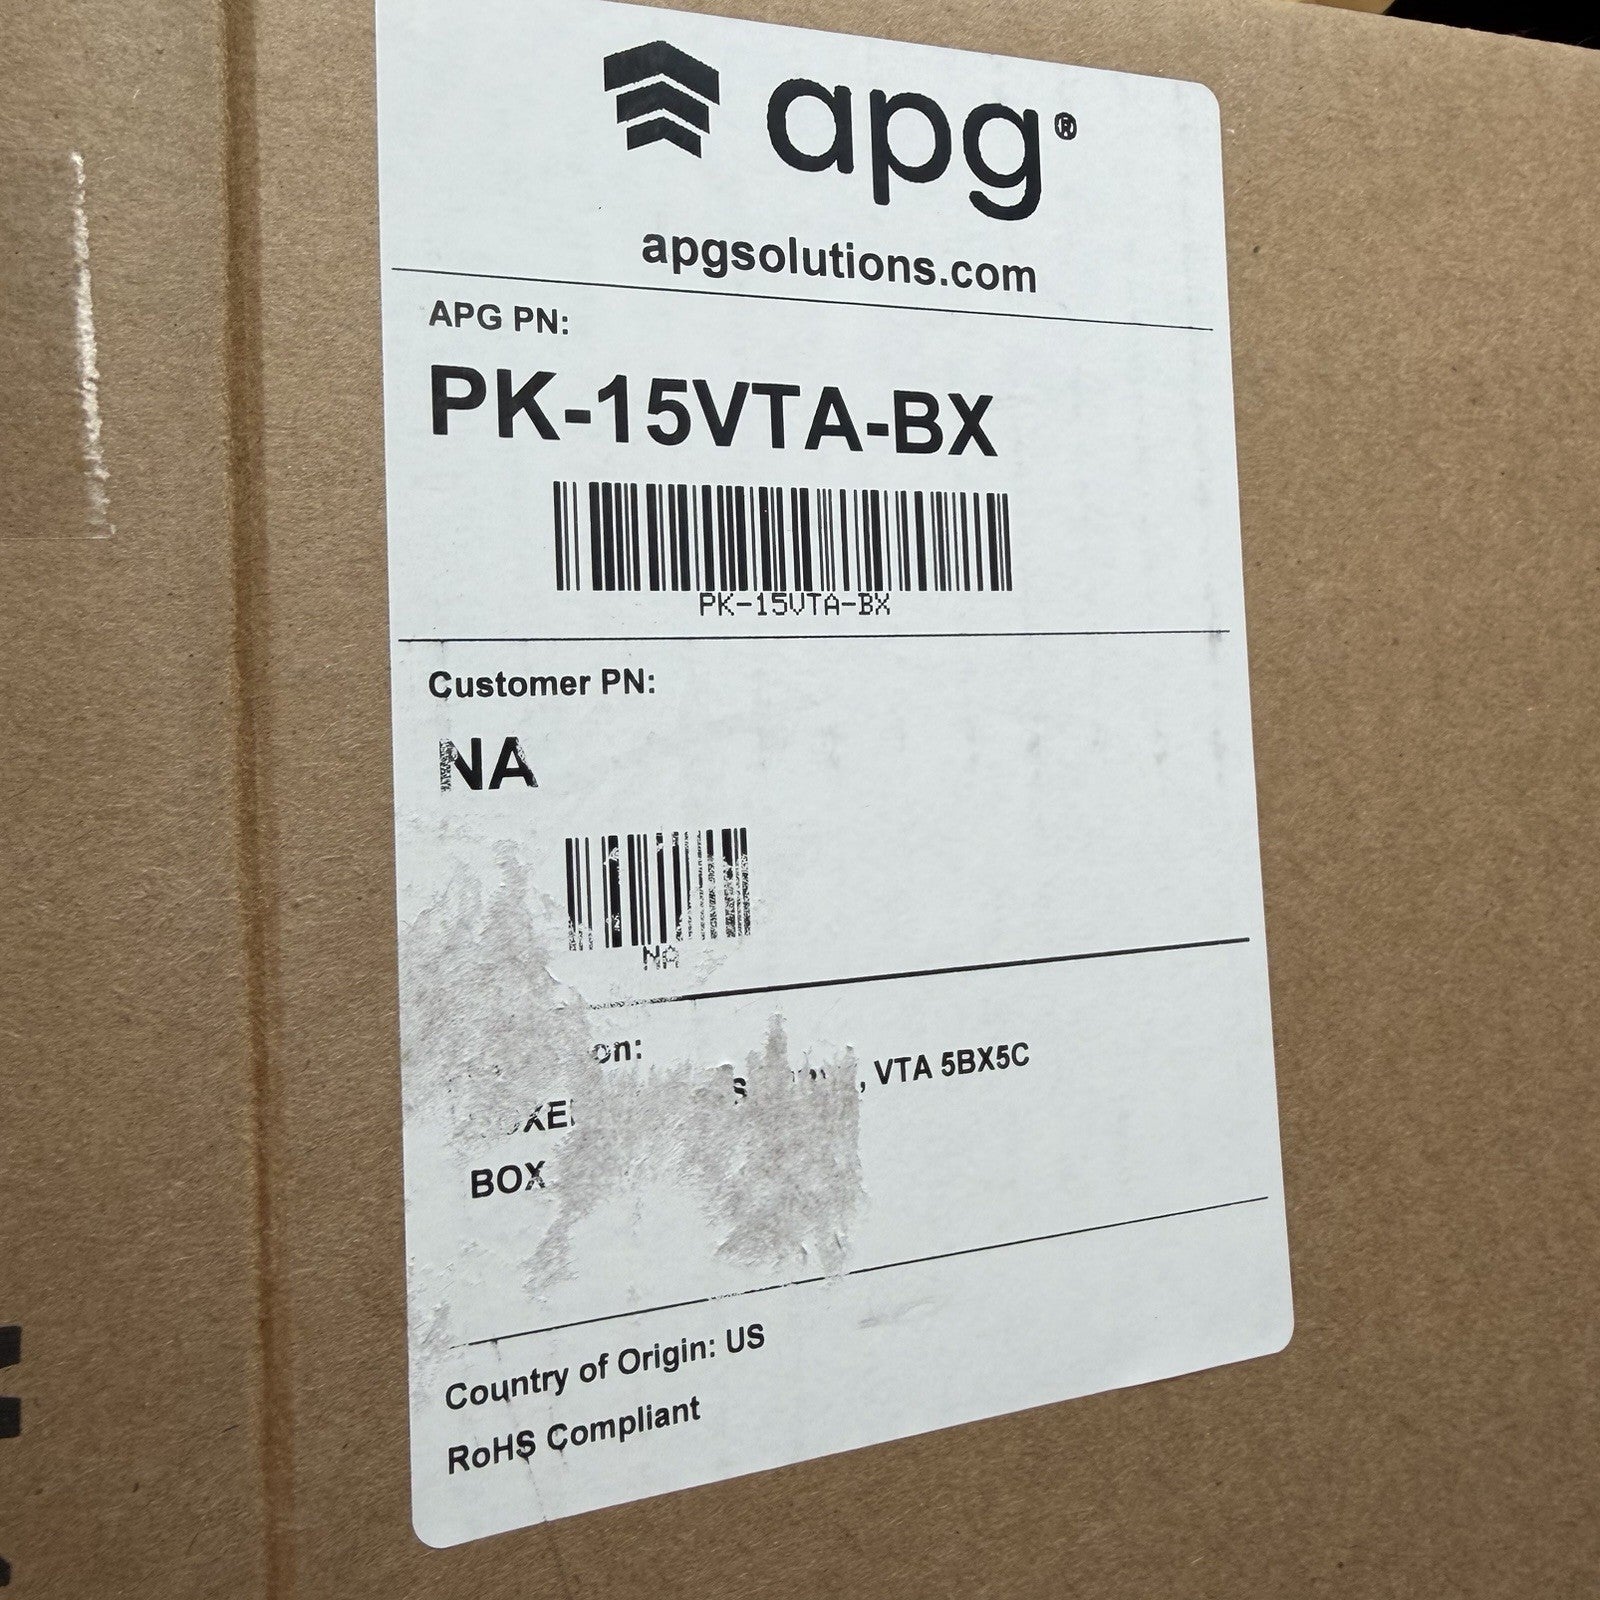 apg®
apgsolutions.com
APG PN:
PK-15VTA-BX
PK-15VTA-BX
Customer PN:
NA
NA
, VTA 5BX5C
BOX
Country of Origin: US
RoHS Compliant